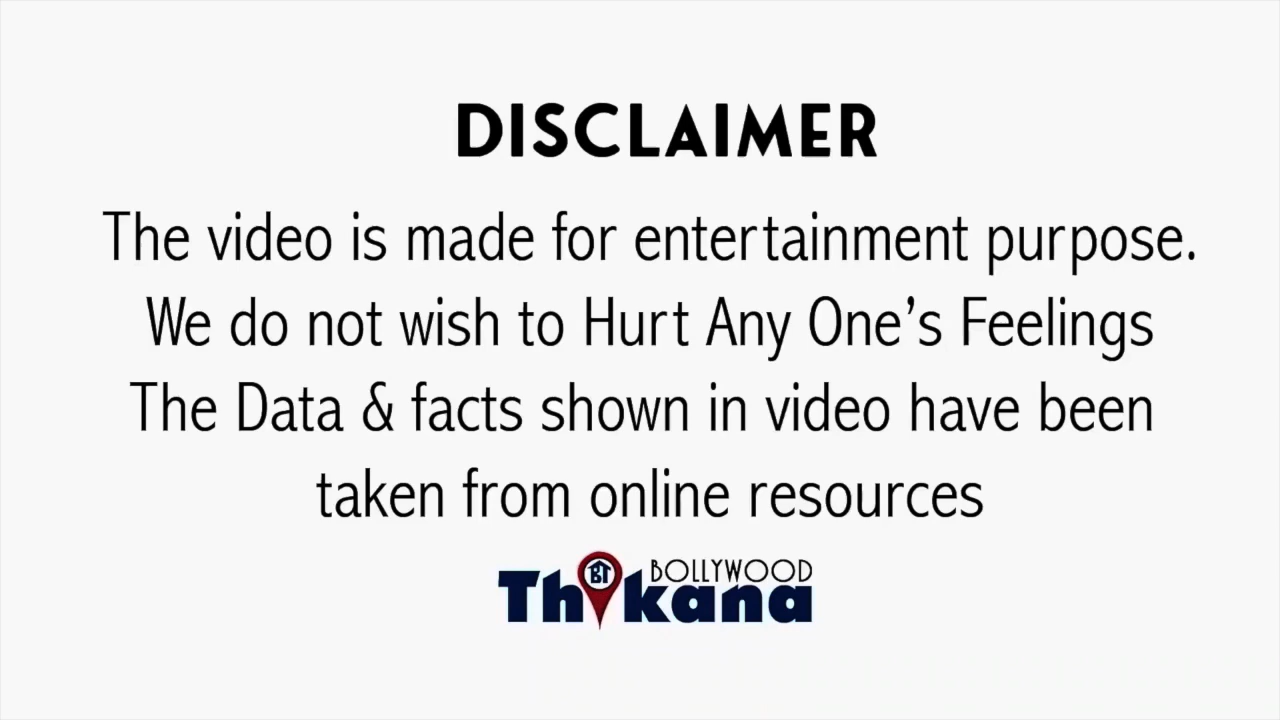 DISCLAIMER
The video is made for entertainment purpose.
We do not wish to Hurt Any One's Feelings
The Data & facts shown in video have been
taken from online resources
BT
BOLLYWOOD
Thikana